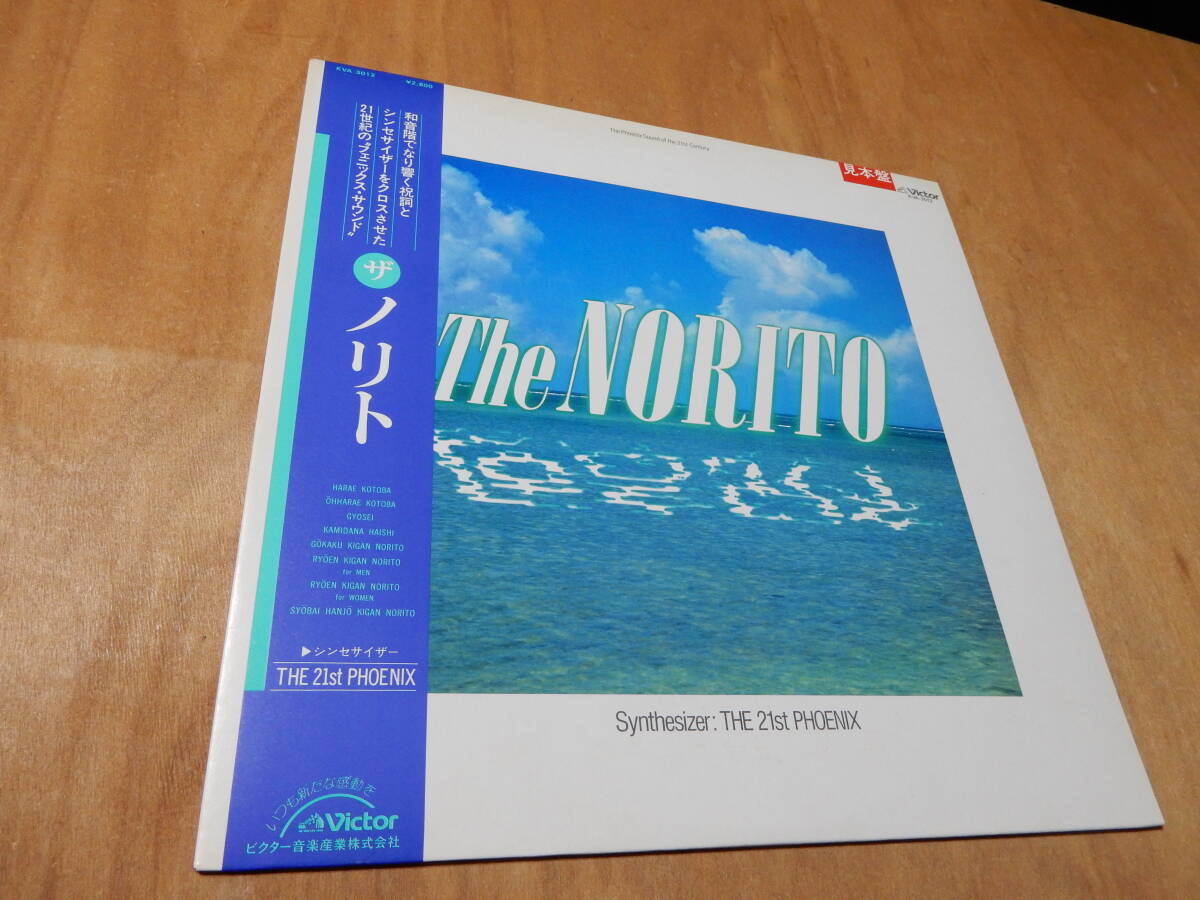 KVA 3012 ¥2,800
和音階でなり響く祝詞と
シンセサイザーをクロスさせた
21世紀の"フェニックス・サウンド"
ザ
ノリト
HARAE KOTOBA
ŌHHARAE KOTOBA
GYOSEI
KAMIDANA HAISHI
GŌKAKU KIGAN NORITO
RYŌEN KIGAN NORITO
for MEN
RYŌEN KIGAN NORITO
for WOMEN
SYŌBAI HANJŌ KIGAN NORITO
▶シンセサイザー
THE 21st PHOENIX
いつも新たな感動を
Victor
ビクター音楽産業株式会社
The Phoenix Sound of the 21st Century
見本盤
Victor
KVA-3012
The NORITO
Synthesizer: THE 21st PHOENIX